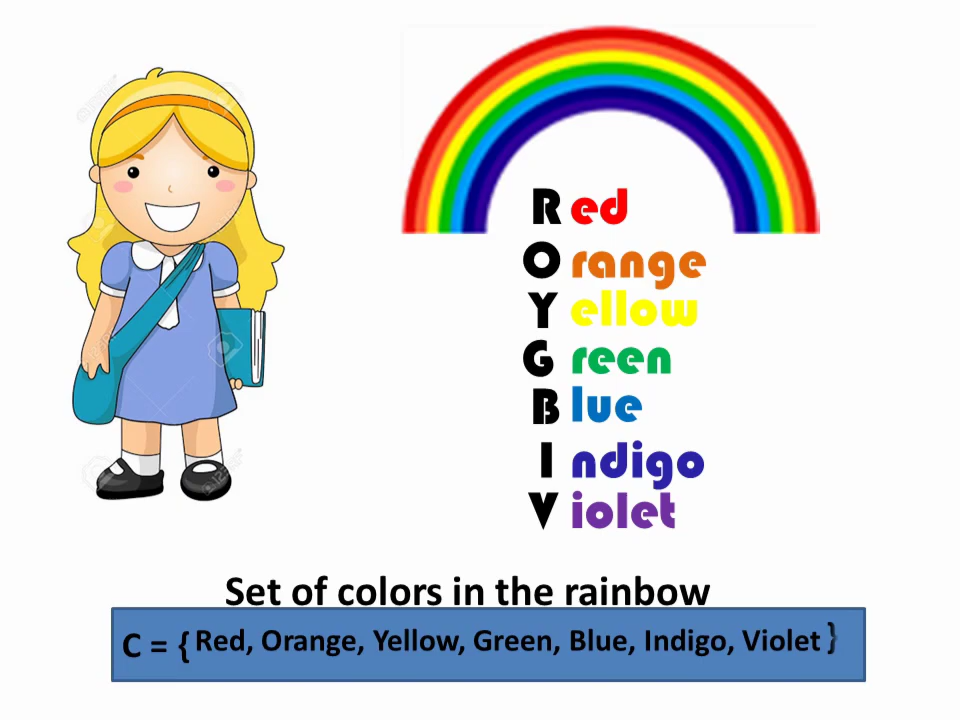 Red
Orange
Yellow
Green
Blue
Indigo
Violet
Set of colors in the rainbow
C = { Red, Orange, Yellow, Green, Blue, Indigo, Violet }